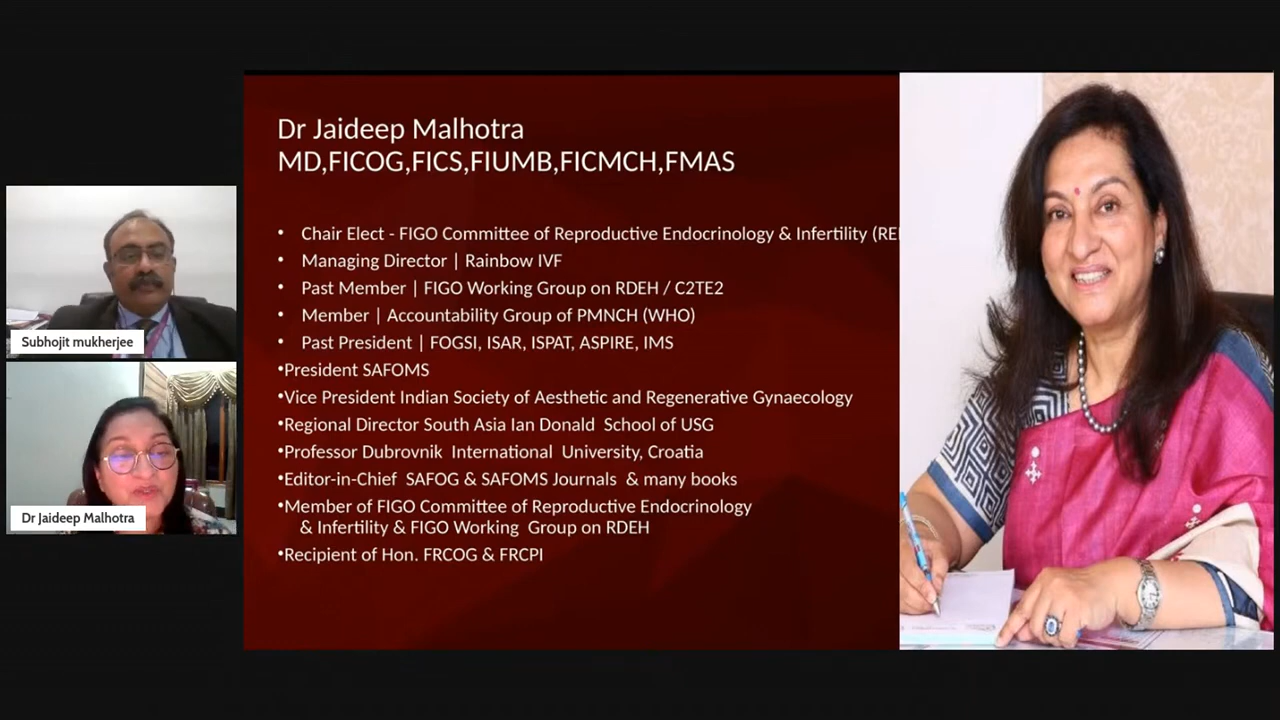 Dr Jaideep Malhotra
MD,FICOG,FICS,FIUMB,FICMCH,FMAS
• Chair Elect - FIGO Committee of Reproductive Endocrinology & Infertility (REI
• Managing Director | Rainbow IVF
• Past Member | FIGO Working Group on RDEH / C2TE2
• Member | Accountability Group of PMNCH (WHO)
• Past President | FOGSI, ISAR, ISPAT, ASPIRE, IMS
•President SAFOMS
•Vice President Indian Society of Aesthetic and Regenerative Gynaecology
•Regional Director South Asia Ian Donald School of USG
•Professor Dubrovnik International University, Croatia
•Editor-in-Chief SAFOG & SAFOMS Journals & many books
•Member of FIGO Committee of Reproductive Endocrinology
& Infertility & FIGO Working Group on RDEH
•Recipient of Hon. FRCOG & FRCPI
Subhojit mukherjee
Dr Jaideep Malhotra